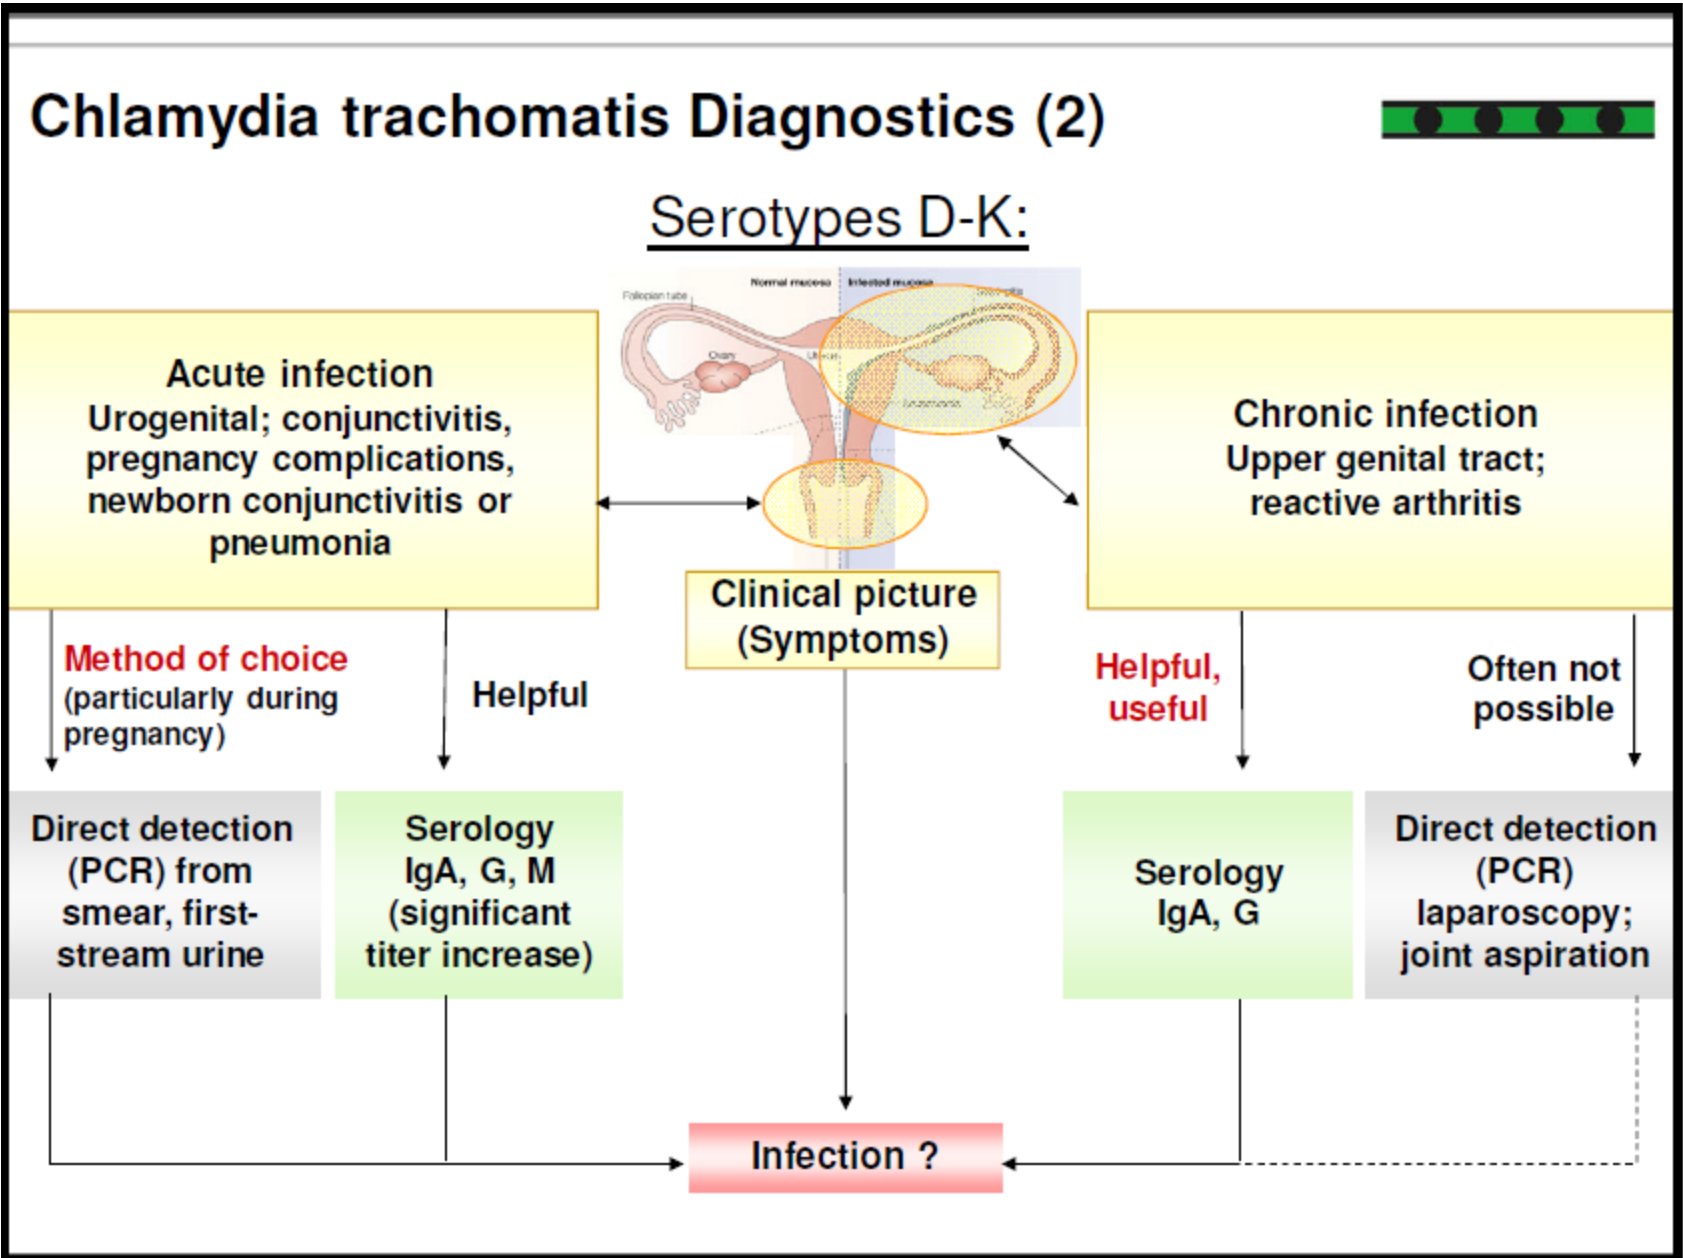 Chlamydia trachomatis Diagnostics (2)
Serotypes D-K:
Normal mucosa
Infected mucosa
Fallopian tube
Ovary
Acute infection
Urogenital; conjunctivitis,
pregnancy complications,
newborn conjunctivitis or
pneumonia
Chronic infection
Upper genital tract;
reactive arthritis
Clinical picture
(Symptoms)
Method of choice
(particularly during
pregnancy)
Helpful
Helpful,
useful
Often not
possible
Direct detection
(PCR) from
smear, first-
stream urine
Serology
IgA, G, M
(significant
titer increase)
Serology
IgA, G
Direct detection
(PCR)
laparoscopy;
joint aspiration
Infection ?